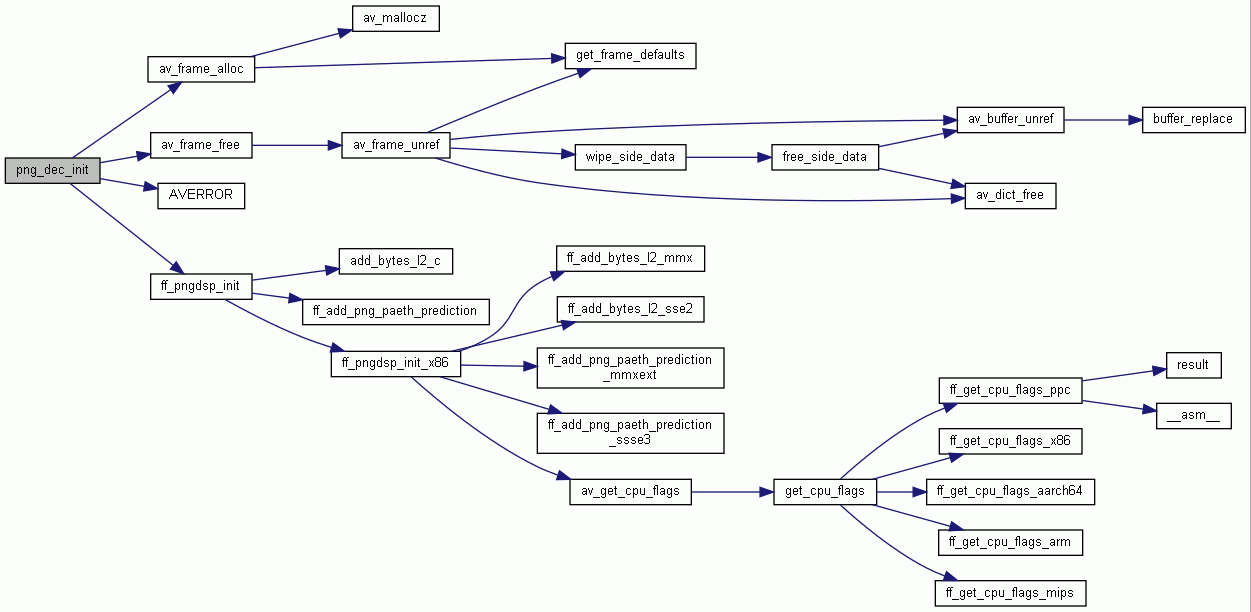 av_mallocz
get_frame_defaults
av_frame_alloc
av_buffer_unref
buffer_replace
av_frame_free
av_frame_unref
wipe_side_data
free_side_data
png_dec_init
AVERROR
av_dict_free
add_bytes_l2_c
ff_add_bytes_l2_mmx
ff_pngdsp_init
ff_add_png_paeth_prediction
ff_add_bytes_l2_sse2
ff_pngdsp_init_x86
ff_add_png_paeth_prediction
_mmxext
result
ff_get_cpu_flags_ppc
__asm__
ff_add_png_paeth_prediction
_ssse3
ff_get_cpu_flags_x86
av_get_cpu_flags
get_cpu_flags
ff_get_cpu_flags_aarch64
ff_get_cpu_flags_arm
ff_get_cpu_flags_mips